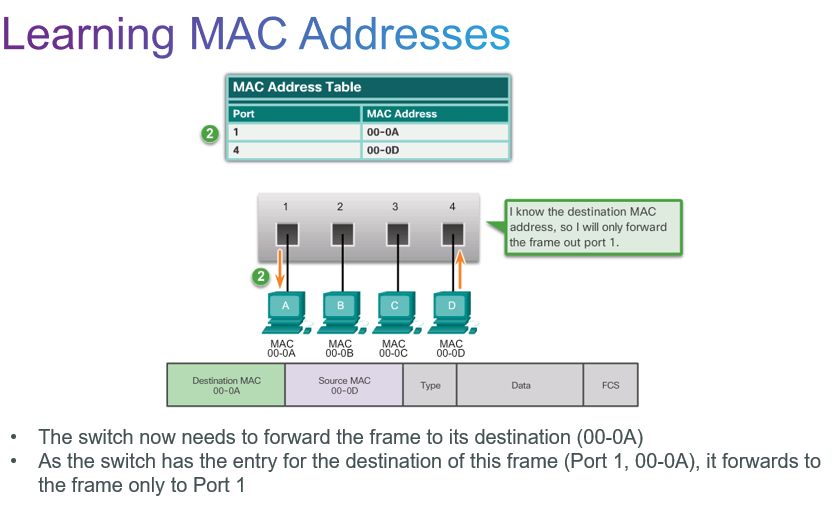 Learning MAC Addresses
MAC Address Table
Port MAC Address
2
1 00-0A
4 00-0D
1 2 3 4
I know the destination MAC
address, so I will only forward
the frame out port 1.
2
A B C D
MAC MAC MAC MAC
00-0A 00-0B 00-0C 00-0D
Destination MAC Source MAC Type Data FCS
00-0A 00-0D
• The switch now needs to forward the frame to its destination (00-0A)
• As the switch has the entry for the destination of this frame (Port 1, 00-0A), it forwards to
the frame only to Port 1